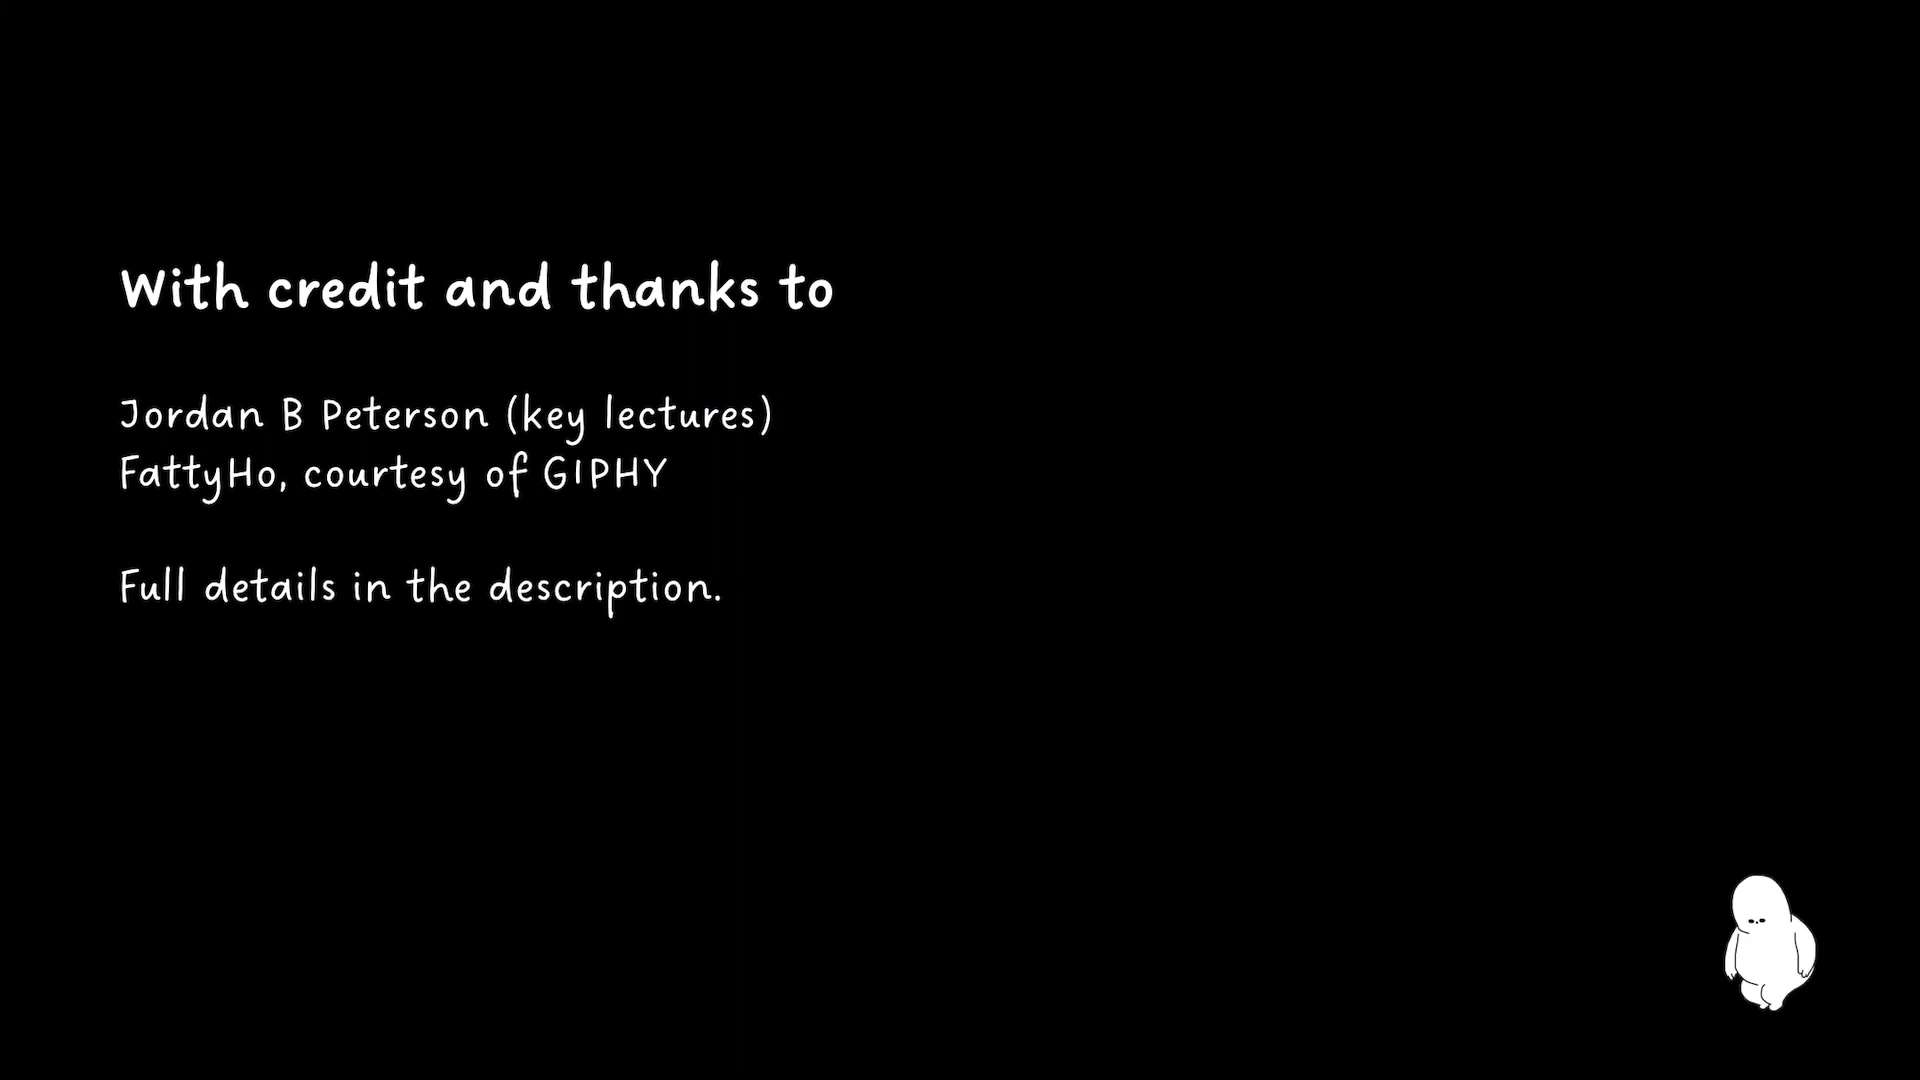 With credit and thanks to
Jordan B Peterson (key lectures)
FattyHo, courtesy of GIPHY
Full details in the description.